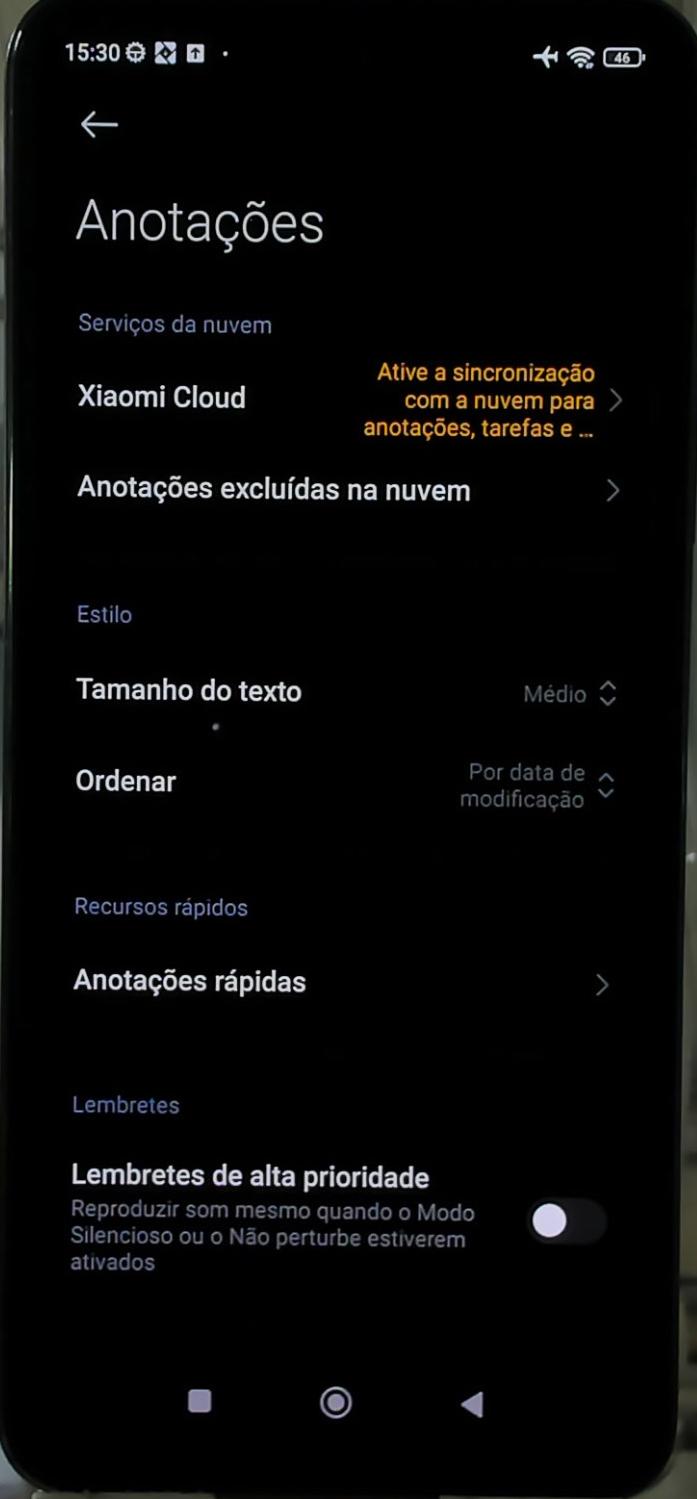 15:30
46
Anotações
Serviços da nuvem
Xiaomi Cloud
Ative a sincronização
com a nuvem para
anotações, tarefas e ...
Anotações excluídas na nuvem
Estilo
Tamanho do texto
Médio
Ordenar
Por data de
modificação
Recursos rápidos
Anotações rápidas
Lembretes
Lembretes de alta prioridade
Reproduzir som mesmo quando o Modo
Silencioso ou o Não perturbe estiverem
ativados